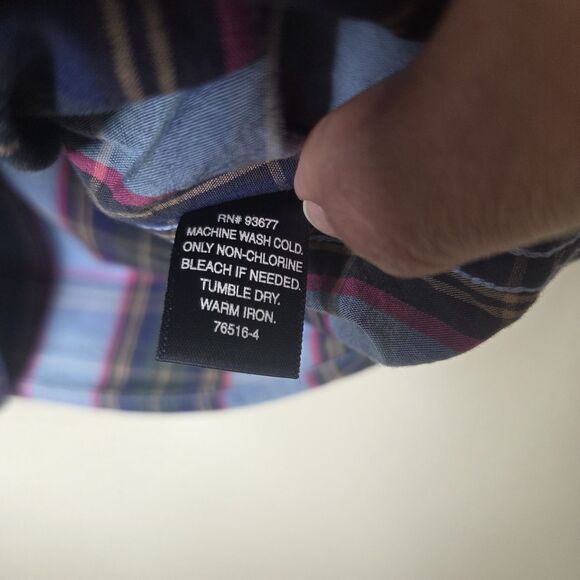 RN# 93677
MACHINE WASH COLD.
ONLY NON-CHLORINE
BLEACH IF NEEDED.
TUMBLE DRY.
WARM IRON.
76516-4